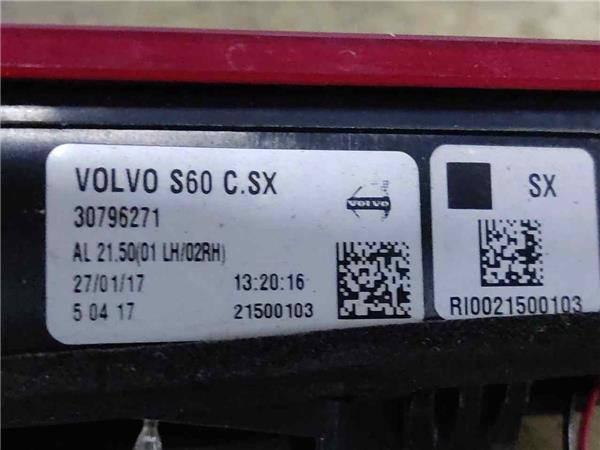 VOLVO S60 C.SX
30796271
VOLVO
AL 21.50(01 LH/02RH)
27/01/17 13:20:16
5 04 17 21500103
SX
RI0021500103